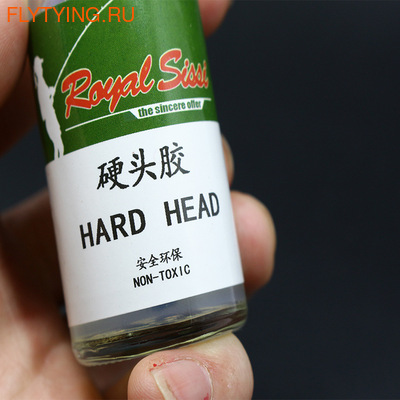 FLYTYING.RU
Royal Sissi
the sincere offer
硬头胶
HARD HEAD
安全环保
NON-TOXIC